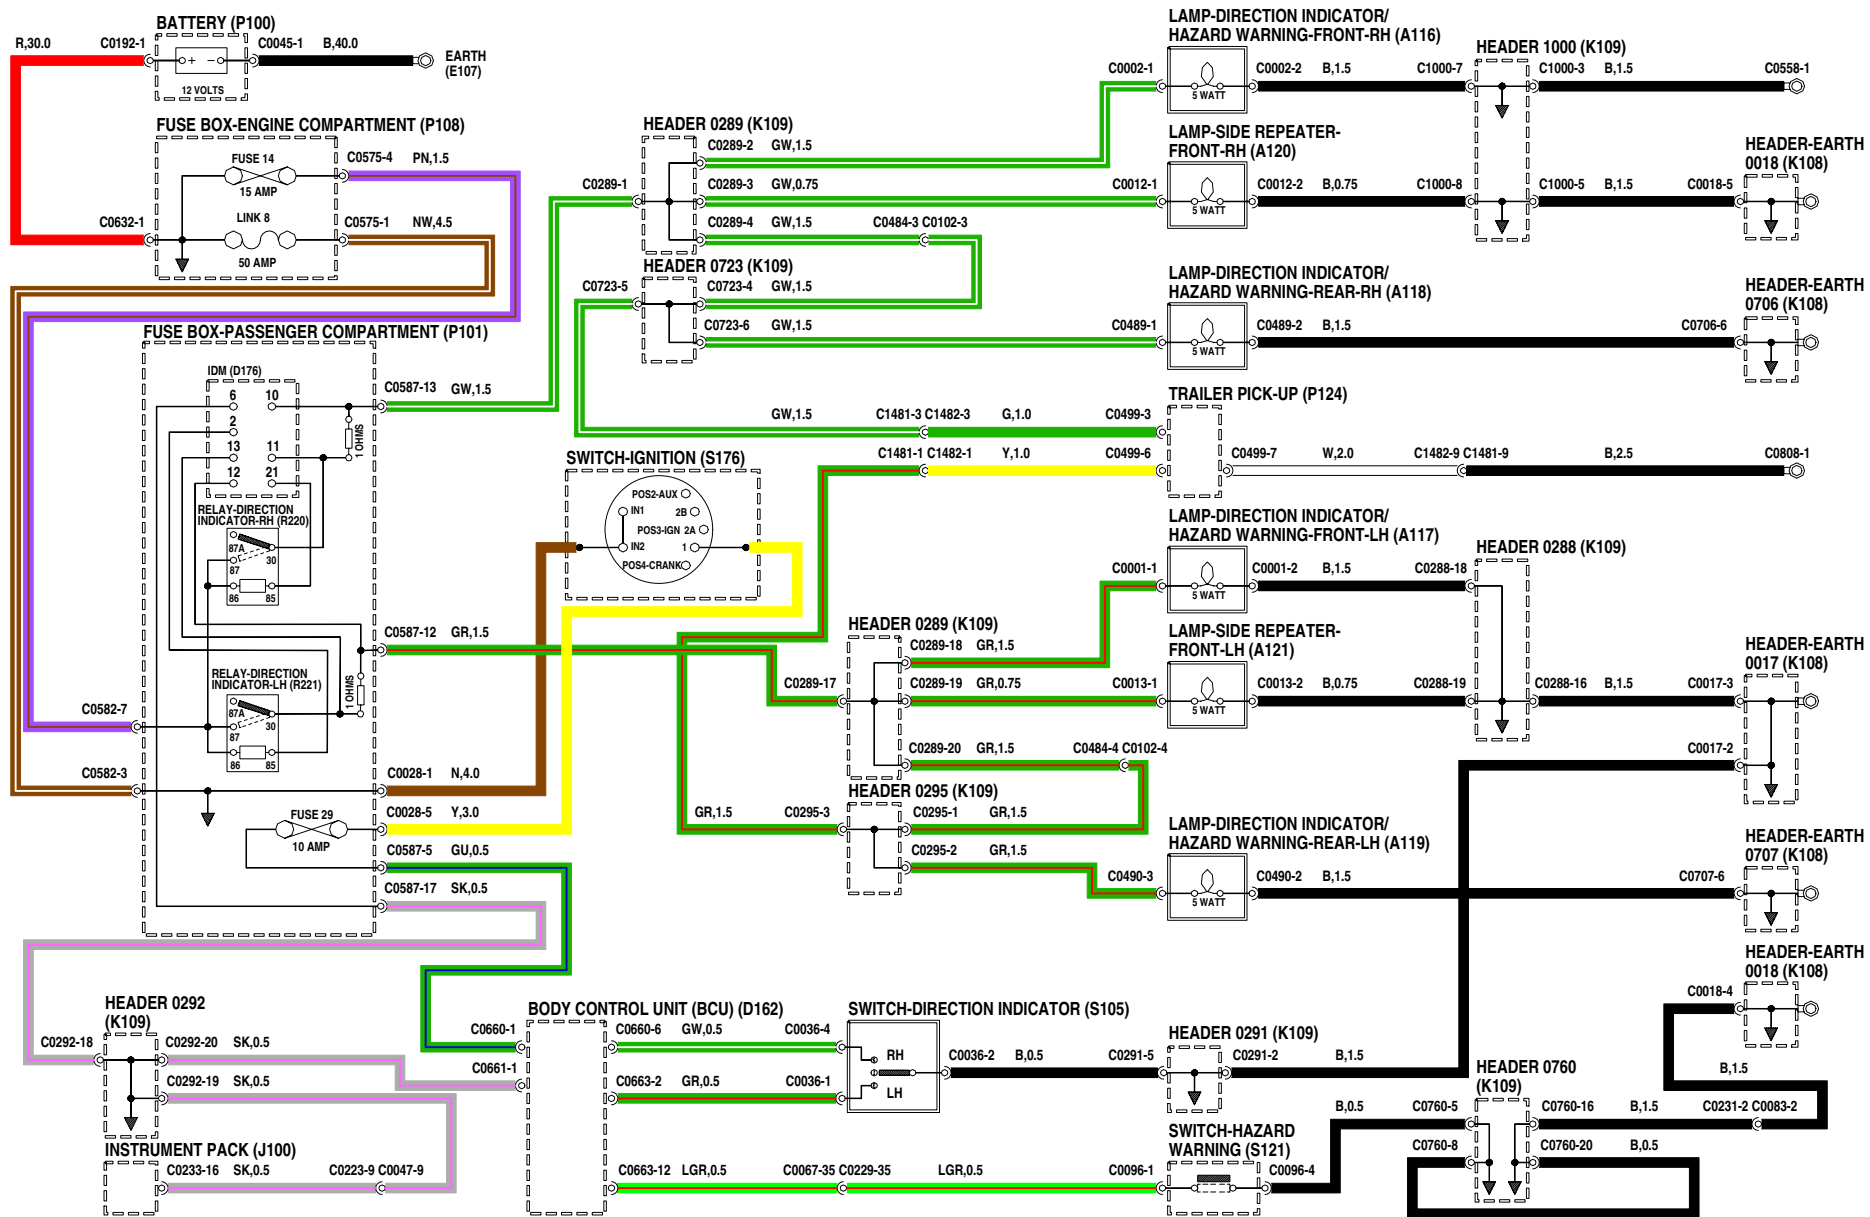 BATTERY (P100)
R,30.0 C0192-1 C0045-1 B,40.0 EARTH
(E107)
+ -
12 VOLTS
FUSE BOX-ENGINE COMPARTMENT (P108)
FUSE 14
15 AMP
C0575-4 PN,1.5
LINK 8
50 AMP
C0632-1 C0575-1 NW,4.5
FUSE BOX-PASSENGER COMPARTMENT (P101)
IDM (D176)
6 10
2
13 11
12 21
1 OHMS
C0587-13 GW,1.5
RELAY-DIRECTION
INDICATOR-RH (R220)
87A
87 30
86 85
C0587-12 GR,1.5
RELAY-DIRECTION
INDICATOR-LH (R221)
87A
87 30
86 85
1 OHMS
C0582-7
C0582-3
C0028-1 N,4.0
FUSE 29
10 AMP
C0028-5 Y,3.0
C0587-5 GU,0.5
C0587-17 SK,0.5
HEADER 0289 (K109)
C0289-1
C0289-2 GW,1.5
C0289-3 GW,0.75
C0289-4 GW,1.5 C0484-3 C0102-3
HEADER 0723 (K109)
C0723-5 C0723-4 GW,1.5
C0723-6 GW,1.5
GW,1.5 C1481-3 C1482-3 G,1.0 C0499-3
C1481-1 C1482-1 Y,1.0 C0499-6
SWITCH-IGNITION (S176)
POS2-AUX
IN1 2B
POS3-IGN 2A
IN2 1
POS4-CRANK
HEADER 0289 (K109)
C0289-17
C0289-18 GR,1.5
C0289-19 GR,0.75
C0289-20 GR,1.5 C0484-4 C0102-4
HEADER 0295 (K109)
GR,1.5 C0295-3 C0295-1 GR,1.5
C0295-2 GR,1.5
LAMP-DIRECTION INDICATOR/
HAZARD WARNING-FRONT-RH (A116)
C0002-1 5 WATT C0002-2 B,1.5 C1000-7
HEADER 1000 (K109)
C1000-3 B,1.5 C0558-1
LAMP-SIDE REPEATER-
FRONT-RH (A120)
C0012-1 5 WATT C0012-2 B,0.75 C1000-8
C1000-5 B,1.5 C0018-5
HEADER-EARTH
0018 (K108)
LAMP-DIRECTION INDICATOR/
HAZARD WARNING-REAR-RH (A118)
C0489-1 5 WATT C0489-2 B,1.5 C0706-6
HEADER-EARTH
0706 (K108)
TRAILER PICK-UP (P124)
C0499-7 W,2.0 C1482-9 C1481-9 B,2.5 C0808-1
LAMP-DIRECTION INDICATOR/
HAZARD WARNING-FRONT-LH (A117)
C0001-1 5 WATT C0001-2 B,1.5 C0288-18
HEADER 0288 (K109)
LAMP-SIDE REPEATER-
FRONT-LH (A121)
C0013-1 5 WATT C0013-2 B,0.75 C0288-19
C0288-16 B,1.5 C0017-3
HEADER-EARTH
0017 (K108)
C0017-2
LAMP-DIRECTION INDICATOR/
HAZARD WARNING-REAR-LH (A119)
C0490-3 5 WATT C0490-2 B,1.5 C0707-6
HEADER-EARTH
0707 (K108)
HEADER-EARTH
0018 (K108)
C0018-4
B,1.5
HEADER 0292
(K109)
C0292-18 C0292-20 SK,0.5
C0292-19 SK,0.5
INSTRUMENT PACK (J100)
C0233-16 SK,0.5 C0223-9 C0047-9
BODY CONTROL UNIT (BCU) (D162)
C0660-1 C0660-6 GW,0.5 C0036-4
C0661-1 C0663-2 GR,0.5 C0036-1
C0663-12 LGR,0.5 C0067-35 C0229-35 LGR,0.5 C0096-1
SWITCH-DIRECTION INDICATOR (S105)
RH
LH
C0036-2 B,0.5 C0291-5
HEADER 0291 (K109)
C0291-2 B,1.5
SWITCH-HAZARD
WARNING (S121)
C0096-4
B,0.5 C0760-5
C0760-8
HEADER 0760
(K109)
C0760-16 B,1.5 C0231-2 C0083-2
C0760-20 B,0.5